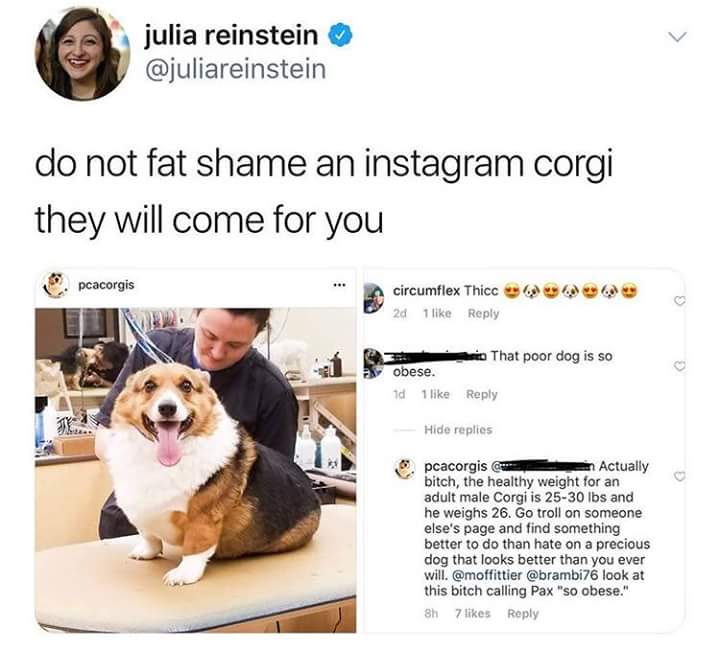 julia reinstein
@juliareinstein
do not fat shame an instagram corgi
they will come for you
pcacorgis
circumflex Thicc 😍🐶😍🐶😍🐶😍
2d 1 like Reply
That poor dog is so
obese.
1d 1 like Reply
Hide replies
pcacorgis @ Actually
bitch, the healthy weight for an
adult male Corgi is 25-30 lbs and
he weighs 26. Go troll on someone
else's page and find something
better to do than hate on a precious
dog that looks better than you ever
will. @moffittier @brambi76 look at
this bitch calling Pax "so obese."
8h 7 likes Reply